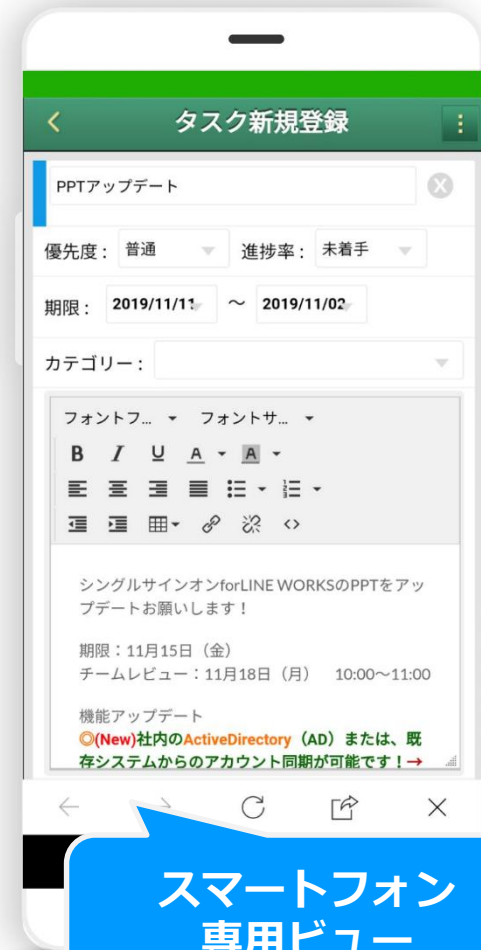 タスク新規登録
PPTアップデート
優先度： 普通 進捗率： 未着手
期限： 2019/11/11 ～ 2019/11/02
カテゴリー：
フォントフ... フォントサ...
B I U A A
シングルサインオンforLINE WORKSのPPTをアッ
プデートお願いします！
期限：11月15日（金）
チームレビュー：11月18日（月） 10:00～11:00
機能アップデート
◎(New)社内のActiveDirectory（AD）または、既
存システムからのアカウント同期が可能です！→
スマートフォン
専用ビュー